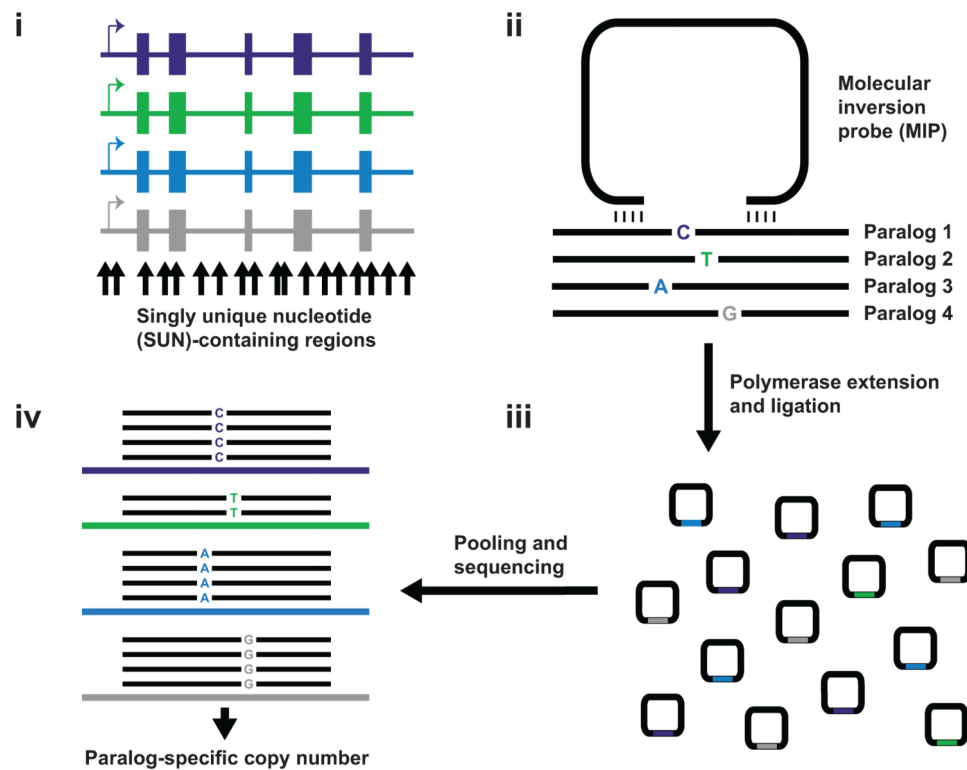 i
Singly unique nucleotide
(SUN)-containing regions
ii
Molecular
inversion
probe (MIP)
C
Paralog 1
T
Paralog 2
A
Paralog 3
G
Paralog 4
Polymerase extension
and ligation
iii
Pooling and
sequencing
iv
C
C
C
C
T
T
A
A
A
A
G
G
G
G
Paralog-specific copy number